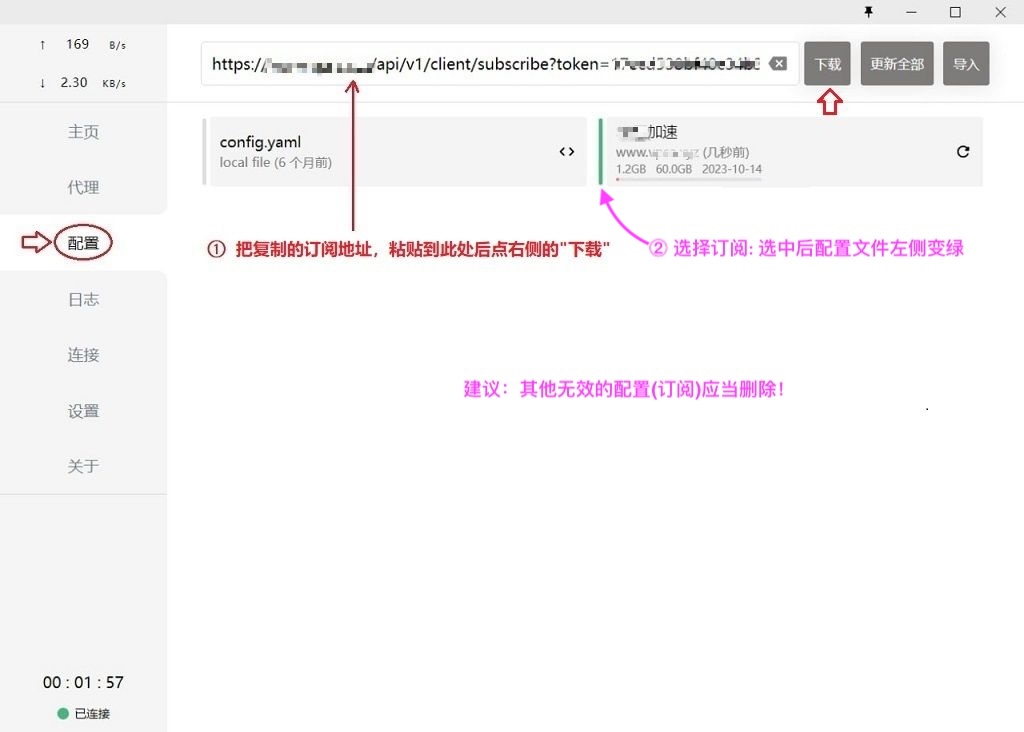 ↑ 169 B/s
↓ 2.30 KB/s
主页
代理
配置
日志
连接
设置
关于
00 : 01 : 57
已连接
https:// /api/v1/client/subscribe?token=
下载
更新全部
导入
config.yaml
local file (6 个月前)
加速
www. (几秒前)
1.2GB 60.0GB 2023-10-14
① 把复制的订阅地址，粘贴到此处后点右侧的"下载"
② 选择订阅: 选中后配置文件左侧变绿
建议：其他无效的配置(订阅)应当删除！